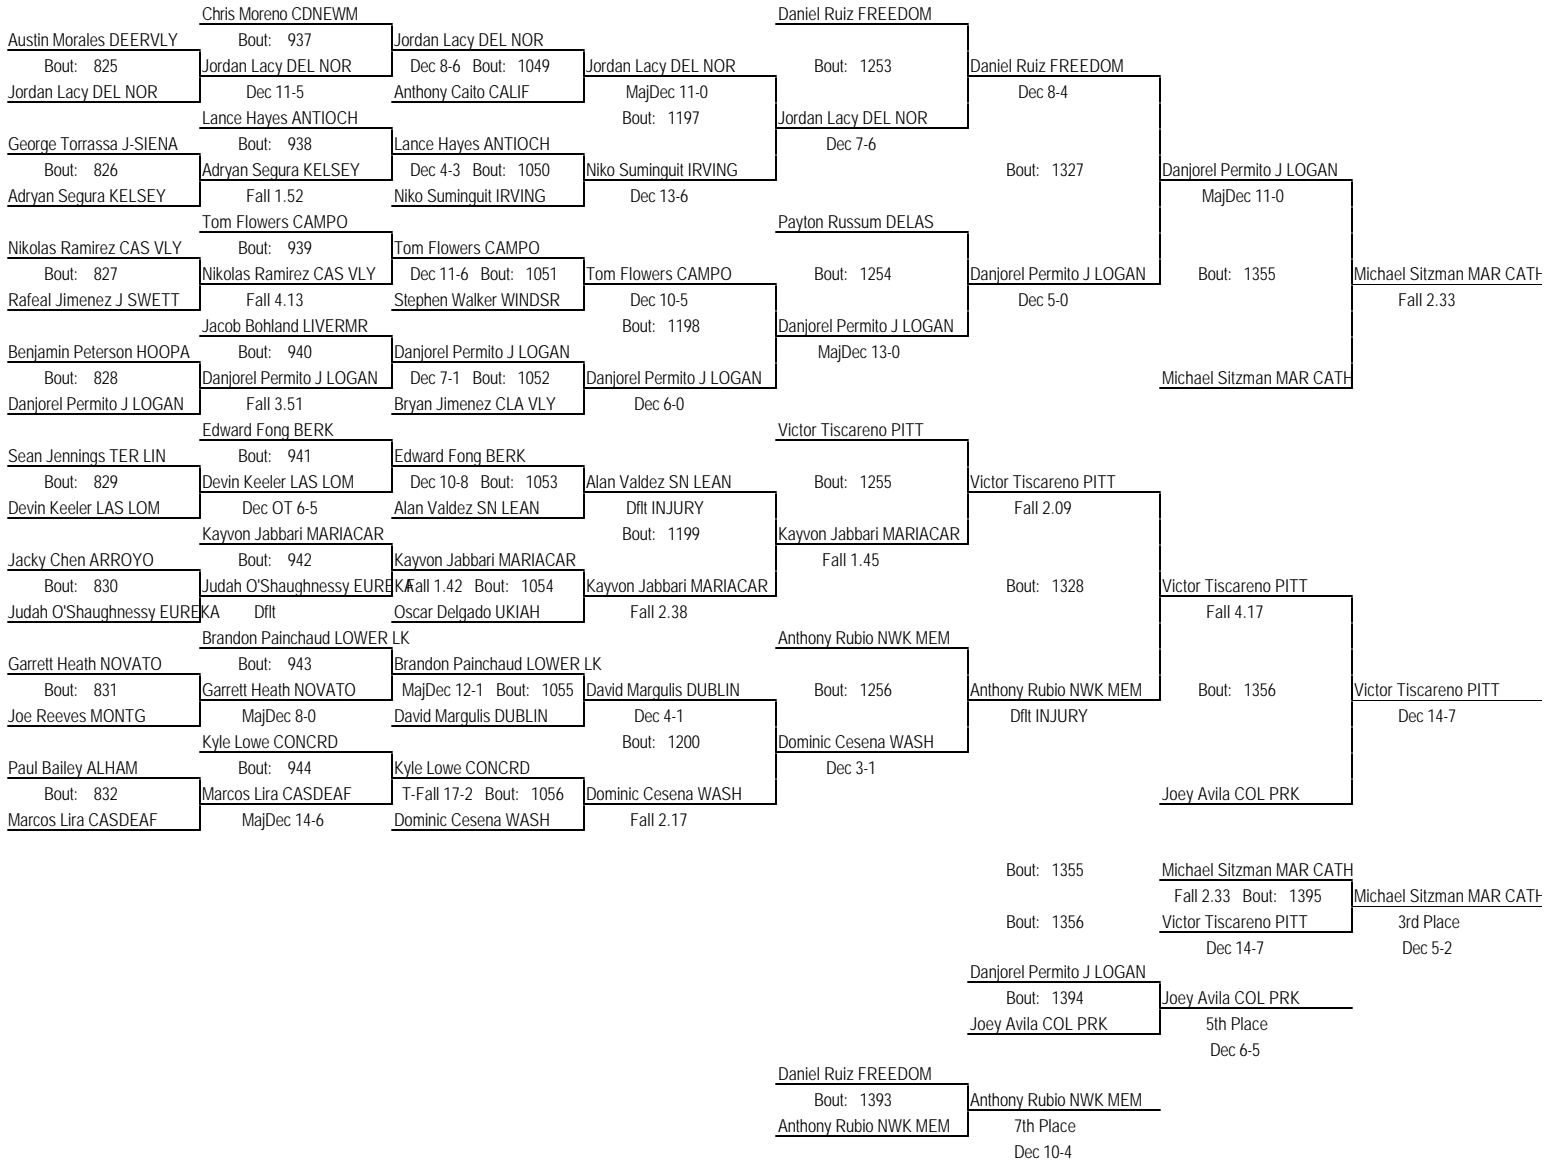 Chris Moreno CDNEWM
Daniel Ruiz FREEDOM
Austin Morales DEERVLY
Bout: 937
Jordan Lacy DEL NOR
Bout: 825
Jordan Lacy DEL NOR
Dec 8-6 Bout: 1049
Jordan Lacy DEL NOR
Bout: 1253
Daniel Ruiz FREEDOM
Jordan Lacy DEL NOR
Dec 11-5
Anthony Caito CALIF
MajDec 11-0
Dec 8-4
Lance Hayes ANTIOCH
Bout: 1197
Jordan Lacy DEL NOR
George Torrassa J-SIENA
Bout: 938
Lance Hayes ANTIOCH
Dec 7-6
Bout: 826
Adryan Segura KELSEY
Dec 4-3 Bout: 1050
Niko Suminguit IRVING
Bout: 1327
Danjorel Permito J LOGAN
Adryan Segura KELSEY
Fall 1.52
Niko Suminguit IRVING
Dec 13-6
MajDec 11-0
Tom Flowers CAMPO
Payton Russum DELAS
Nikolas Ramirez CAS VLY
Bout: 939
Tom Flowers CAMPO
Bout: 827
Nikolas Ramirez CAS VLY
Dec 11-6 Bout: 1051
Tom Flowers CAMPO
Bout: 1254
Danjorel Permito J LOGAN
Bout: 1355
Michael Sitzman MAR CATH
Rafeal Jimenez J SWETT
Fall 4.13
Stephen Walker WINDSR
Dec 10-5
Dec 5-0
Fall 2.33
Jacob Bohland LIVERMR
Bout: 1198
Danjorel Permito J LOGAN
Benjamin Peterson HOOPA
Bout: 940
Danjorel Permito J LOGAN
MajDec 13-0
Bout: 828
Danjorel Permito J LOGAN
Dec 7-1 Bout: 1052
Danjorel Permito J LOGAN
Michael Sitzman MAR CATH
Danjorel Permito J LOGAN
Fall 3.51
Bryan Jimenez CLA VLY
Dec 6-0
Edward Fong BERK
Victor Tiscareno PITT
Sean Jennings TER LIN
Bout: 941
Edward Fong BERK
Bout: 829
Devin Keeler LAS LOM
Dec 10-8 Bout: 1053
Alan Valdez SN LEAN
Bout: 1255
Victor Tiscareno PITT
Devin Keeler LAS LOM
Dec OT 6-5
Alan Valdez SN LEAN
Dflt INJURY
Fall 2.09
Kayvon Jabbari MARIACAR
Bout: 1199
Kayvon Jabbari MARIACAR
Jacky Chen ARROYO
Bout: 942
Kayvon Jabbari MARIACAR
Fall 1.45
Bout: 830
Judah O'Shaughnessy EUREKA
Fall 1.42 Bout: 1054
Kayvon Jabbari MARIACAR
Bout: 1328
Victor Tiscareno PITT
Judah O'Shaughnessy EUREKA
Dflt
Oscar Delgado UKIAH
Fall 2.38
Fall 4.17
Brandon Painchaud LOWER LK
Anthony Rubio NWK MEM
Garrett Heath NOVATO
Bout: 943
Brandon Painchaud LOWER LK
Bout: 831
Garrett Heath NOVATO
MajDec 12-1 Bout: 1055
David Margulis DUBLIN
Bout: 1256
Anthony Rubio NWK MEM
Bout: 1356
Victor Tiscareno PITT
Joe Reeves MONTG
MajDec 8-0
David Margulis DUBLIN
Dec 4-1
Dflt INJURY
Dec 14-7
Kyle Lowe CONCRD
Bout: 1200
Dominic Cesena WASH
Paul Bailey ALHAM
Bout: 944
Kyle Lowe CONCRD
Dec 3-1
Bout: 832
Marcos Lira CASDEAF
T-Fall 17-2 Bout: 1056
Dominic Cesena WASH
Joey Avila COL PRK
Marcos Lira CASDEAF
MajDec 14-6
Dominic Cesena WASH
Fall 2.17
Bout: 1355
Michael Sitzman MAR CATH
Fall 2.33 Bout: 1395
Michael Sitzman MAR CATH
Bout: 1356
Victor Tiscareno PITT
3rd Place
Dec 14-7
Dec 5-2
Danjorel Permito J LOGAN
Bout: 1394
Joey Avila COL PRK
Joey Avila COL PRK
5th Place
Dec 6-5
Daniel Ruiz FREEDOM
Bout: 1393
Anthony Rubio NWK MEM
Anthony Rubio NWK MEM
7th Place
Dec 10-4